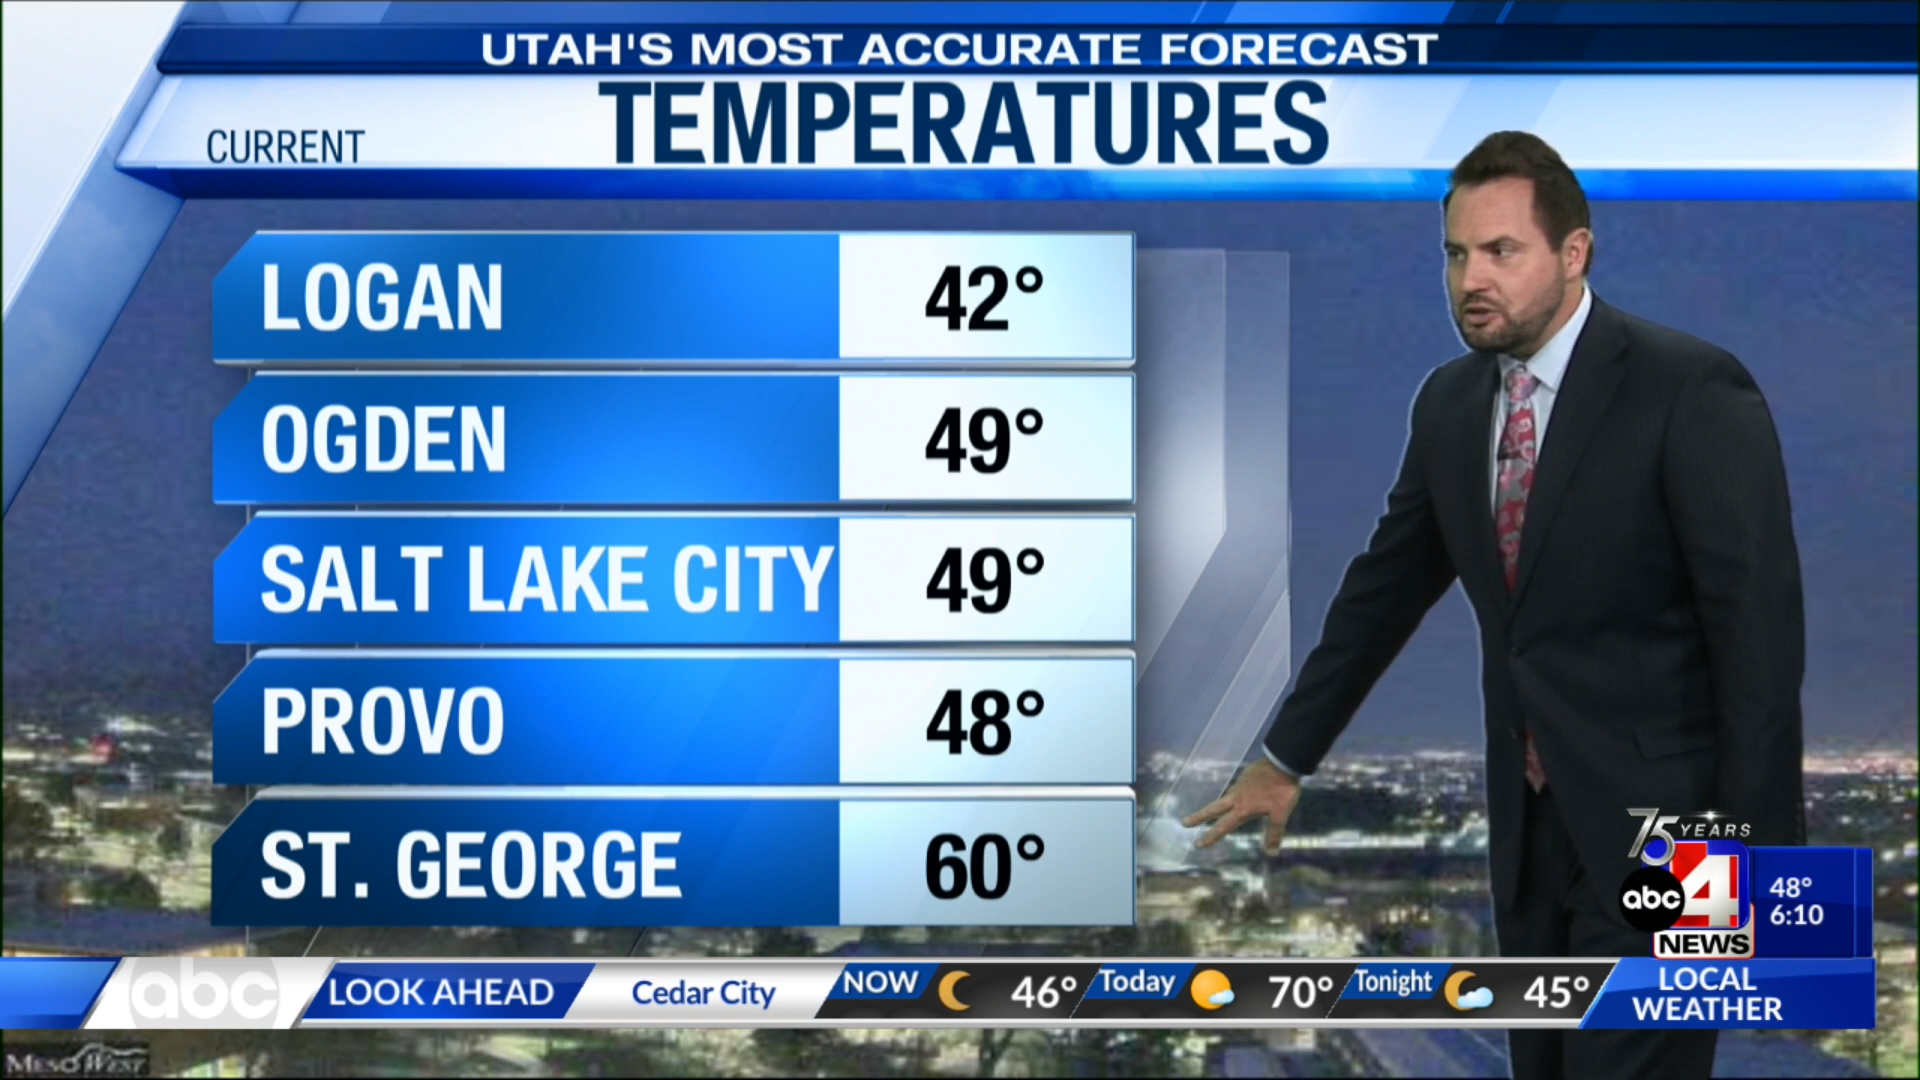 UTAH'S MOST ACCURATE FORECAST
CURRENT
TEMPERATURES
LOGAN 42°
OGDEN 49°
SALT LAKE CITY 49°
PROVO 48°
ST. GEORGE 60°
75 YEARS
abc 4
NEWS
48°
6:10
abc LOOK AHEAD Cedar City NOW 46° Today 70° Tonight 45°
LOCAL
WEATHER
MESOWEST